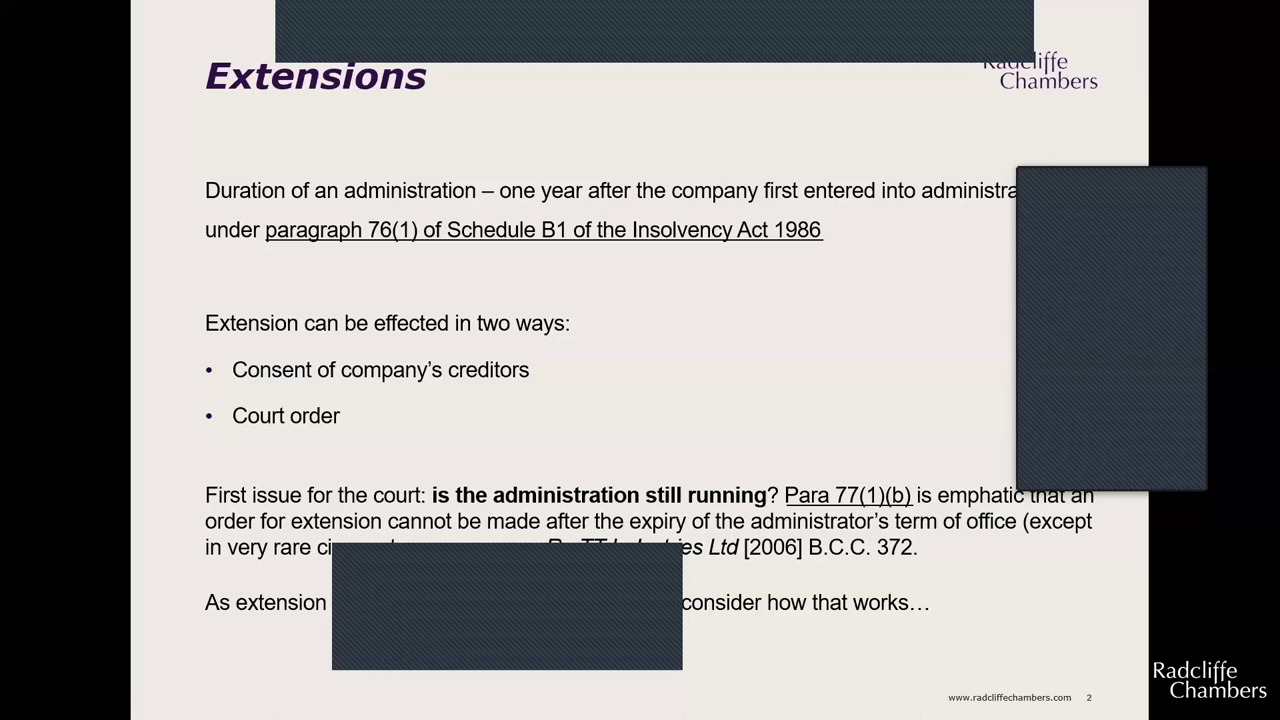 Extensions
Radcliffe
Chambers
Duration of an administration – one year after the company first entered into
under paragraph 76(1) of Schedule B1 of the Insolvency Act 1986
Extension can be effected in two ways:
• Consent of company’s creditors
• Court order
First issue for the court: is the administration still running? Para 77(1)(b) is emphatic that an
order for extension cannot be made after the expiry of the administrator’s term of office (except
in very rare Ltd [2006] B.C.C. 372.
As extension consider how that works…
www.radcliffechambers.com 2
Radcliffe
Chambers